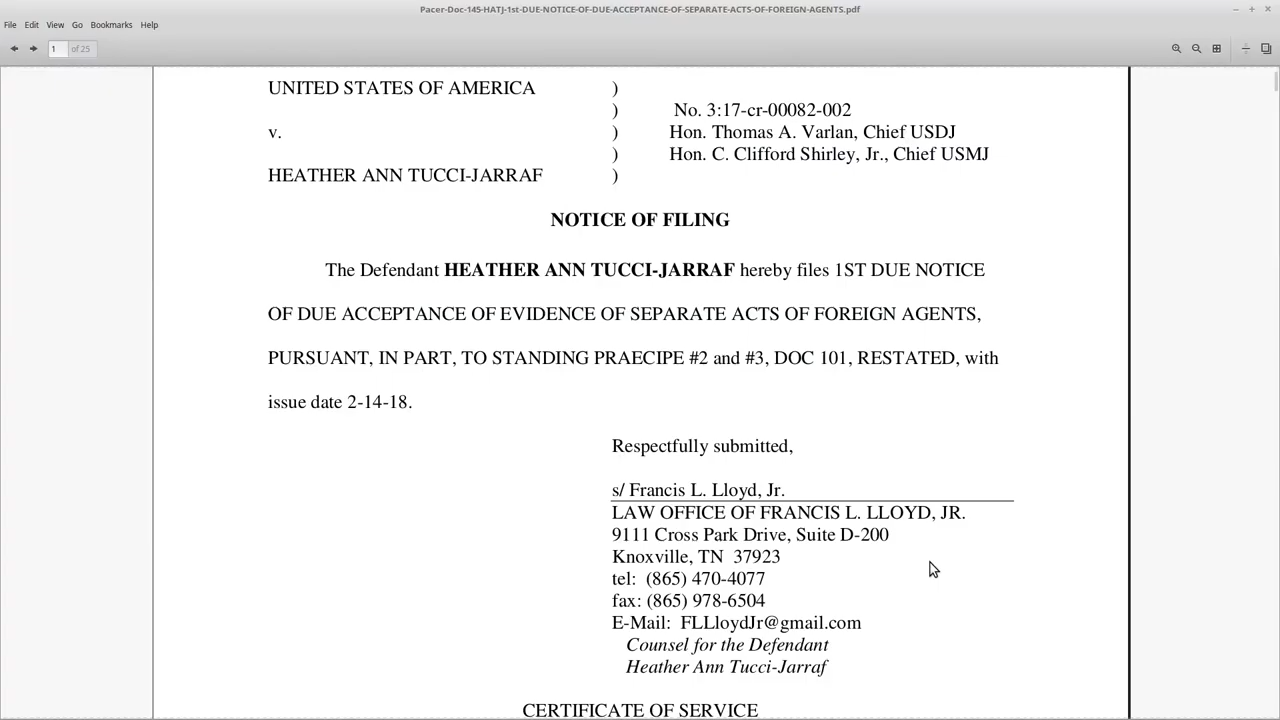 Pacer-Doc-145-HATJ-1st-DUE-NOTICE-OF-DUE-ACCEPTANCE-OF-SEPARATE-ACTS-OF-FOREIGN-AGENTS.pdf
File Edit View Go Bookmarks Help
1 of 25
UNITED STATES OF AMERICA )
) No. 3:17-cr-00082-002
v. ) Hon. Thomas A. Varlan, Chief USDJ
) Hon. C. Clifford Shirley, Jr., Chief USMJ
HEATHER ANN TUCCI-JARRAF )
NOTICE OF FILING
The Defendant HEATHER ANN TUCCI-JARRAF hereby files 1ST DUE NOTICE
OF DUE ACCEPTANCE OF EVIDENCE OF SEPARATE ACTS OF FOREIGN AGENTS,
PURSUANT, IN PART, TO STANDING PRAECIPE #2 and #3, DOC 101, RESTATED, with
issue date 2-14-18.
Respectfully submitted,
s/ Francis L. Lloyd, Jr.
LAW OFFICE OF FRANCIS L. LLOYD, JR.
9111 Cross Park Drive, Suite D-200
Knoxville, TN 37923
tel: (865) 470-4077
fax: (865) 978-6504
E-Mail: FLLloydJr@gmail.com
Counsel for the Defendant
Heather Ann Tucci-Jarraf
CERTIFICATE OF SERVICE